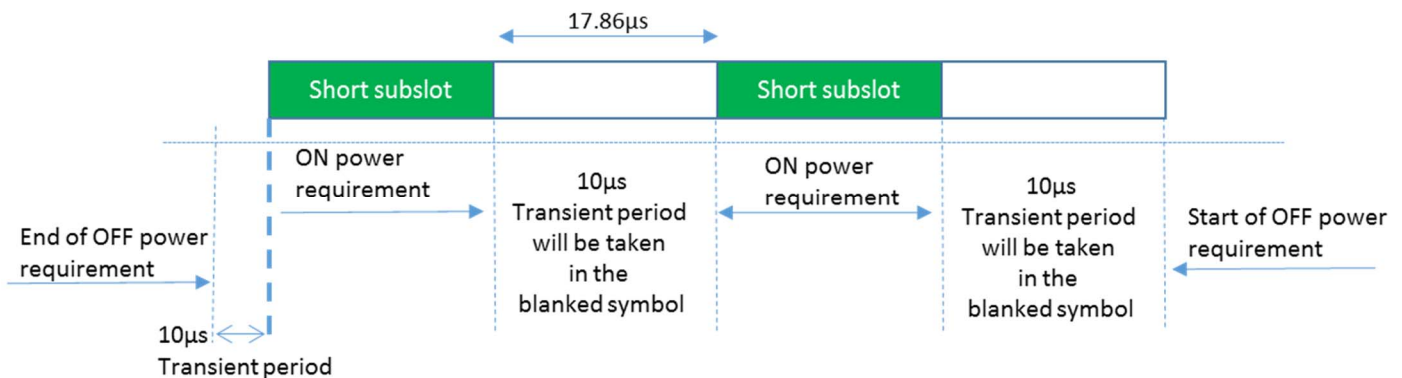 17.86µs
Short subslot
Short subslot
ON power
requirement
10µs
Transient period
will be taken
in the
blanked symbol
ON power
requirement
10µs
Transient period
will be taken
in the
blanked symbol
End of OFF power
requirement
Start of OFF power
requirement
10µs
Transient period